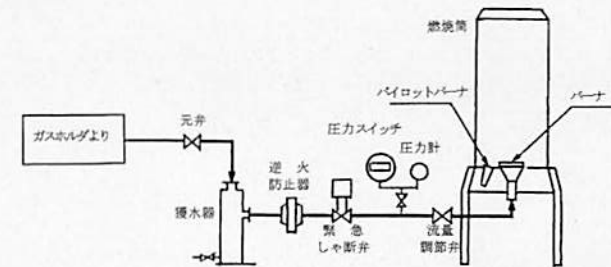 燃焼筒
パイロットバーナ
バーナ
ガスホルダより
元弁
圧力スイッチ
圧力計
逆火
防止器
獲水器
緊急
しゃ断弁
流量
調節弁